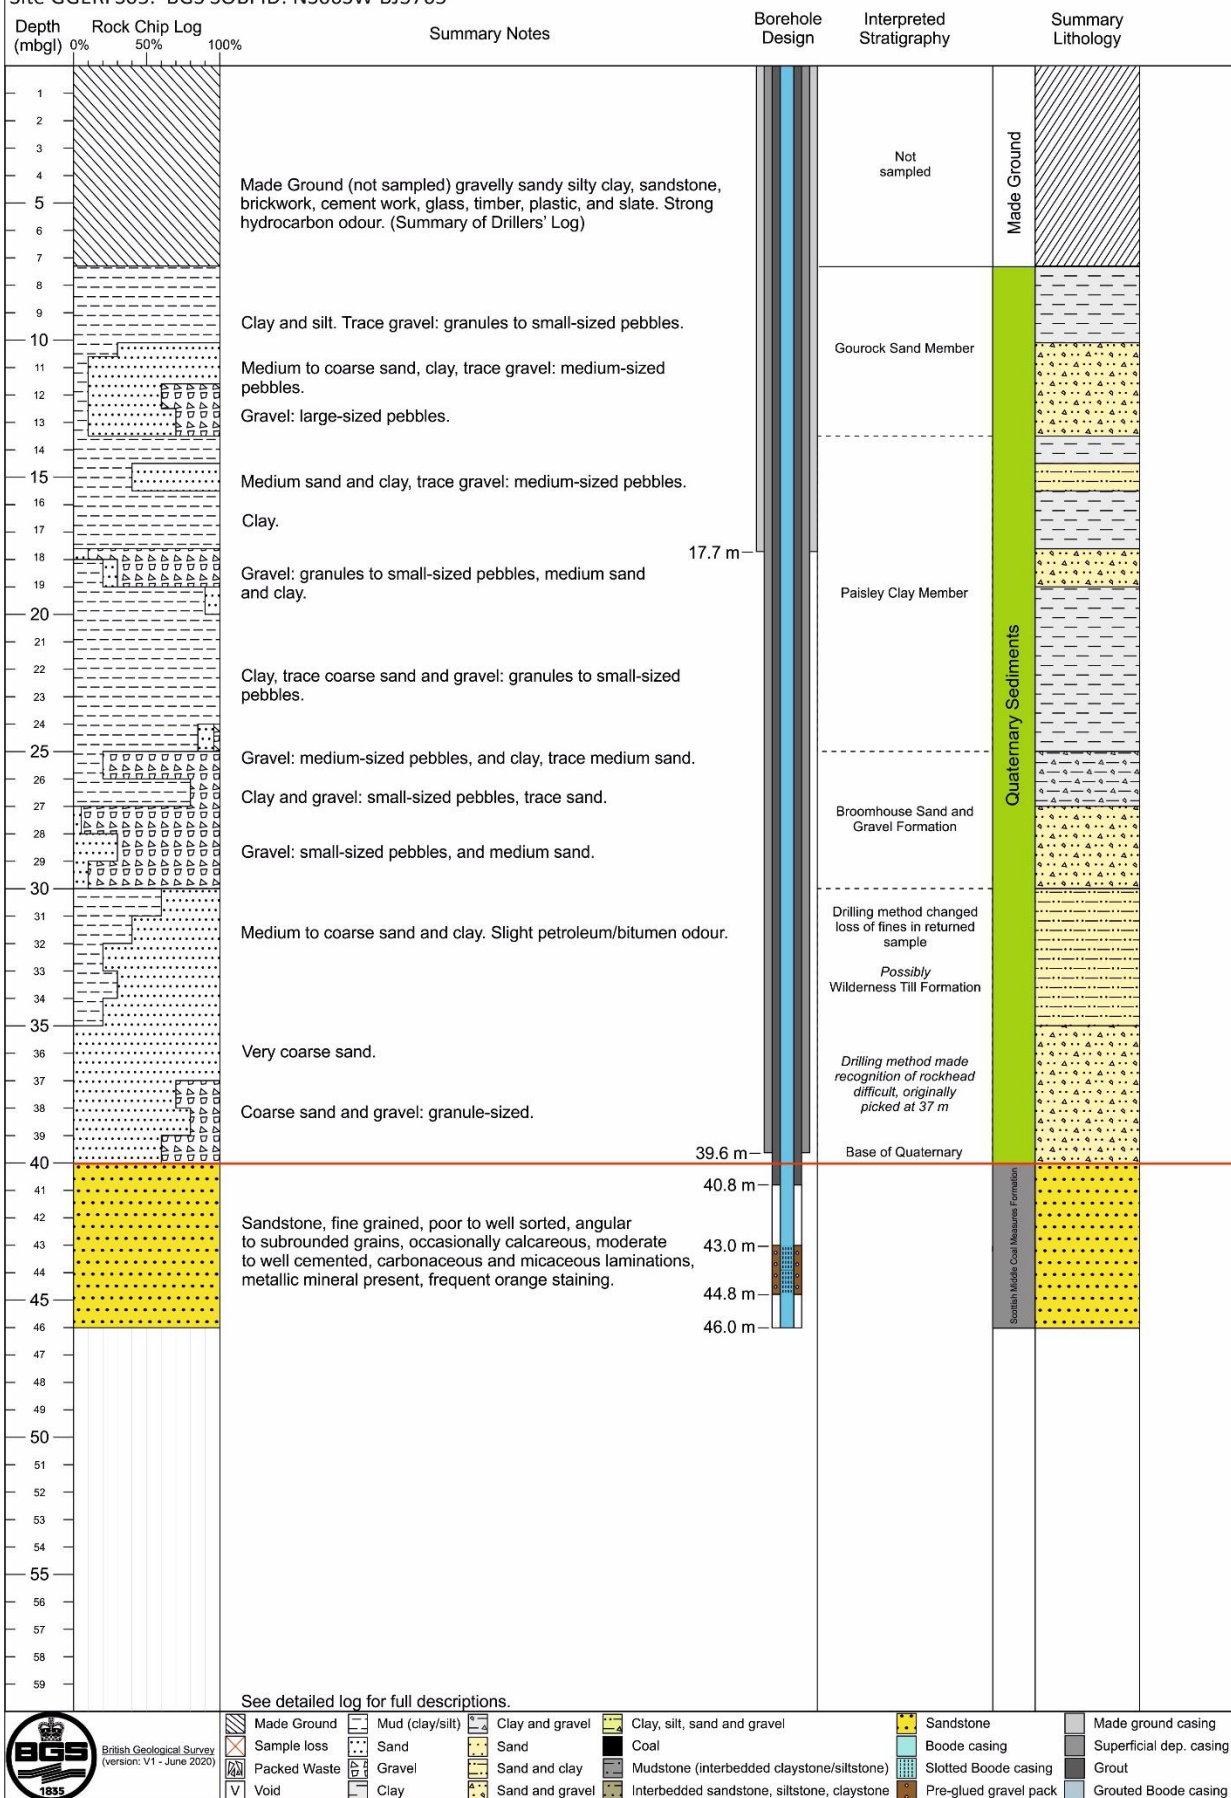 Depth
(mbgl)
Rock Chip Log
0% 50% 100%
Summary Notes
Borehole
Design
Interpreted
Stratigraphy
Summary
Lithology
1
2
3
4
5
6
7
8
9
10
11
12
13
14
15
16
17
18
19
20
21
22
23
24
25
26
27
28
29
30
31
32
33
34
35
36
37
38
39
40
41
42
43
44
45
46
47
48
49
50
51
52
53
54
55
56
57
58
59
Made Ground (not sampled) gravelly sandy silty clay, sandstone,
brickwork, cement work, glass, timber, plastic, and slate. Strong
hydrocarbon odour. (Summary of Drillers' Log)
Clay and silt. Trace gravel: granules to small-sized pebbles.
Medium to coarse sand, clay, trace gravel: medium-sized
pebbles.
Gravel: large-sized pebbles.
Medium sand and clay, trace gravel: medium-sized pebbles.
Clay.
Gravel: granules to small-sized pebbles, medium sand
and clay.
Clay, trace coarse sand and gravel: granules to small-sized
pebbles.
Gravel: medium-sized pebbles, and clay, trace medium sand.
Clay and gravel: small-sized pebbles, trace sand.
Gravel: small-sized pebbles, and medium sand.
Medium to coarse sand and clay. Slight petroleum/bitumen odour.
Very coarse sand.
Coarse sand and gravel: granule-sized.
Sandstone, fine grained, poor to well sorted, angular
to subrounded grains, occasionally calcareous, moderate
to well cemented, carbonaceous and micaceous laminations,
metallic mineral present, frequent orange staining.
See detailed log for full descriptions.
17.7 m
39.6 m
40.8 m
43.0 m
44.8 m
46.0 m
Not
sampled
Gourock Sand Member
Paisley Clay Member
Broomhouse Sand and
Gravel Formation
Drilling method changed
loss of fines in returned
sample
Possibly
Wilderness Till Formation
Drilling method made
recognition of rockhead
difficult, originally
picked at 37 m
Base of Quaternary
Made Ground
Quaternary Sediments
Scottish Middle Coal Measures Formation
BGS
1835
British Geological Survey
(version: V1 - June 2020)
Made Ground
Sample loss
Packed Waste
V Void
Mud (clay/silt)
Sand
Gravel
Clay
Clay and gravel
Sand
Sand and clay
Sand and gravel
Clay, silt, sand and gravel
Coal
Mudstone (interbedded claystone/siltstone)
Interbedded sandstone, siltstone, claystone
Sandstone
Boode casing
Slotted Boode casing
Pre-glued gravel pack
Made ground casing
Superficial dep. casing
Grout
Grouted Boode casing